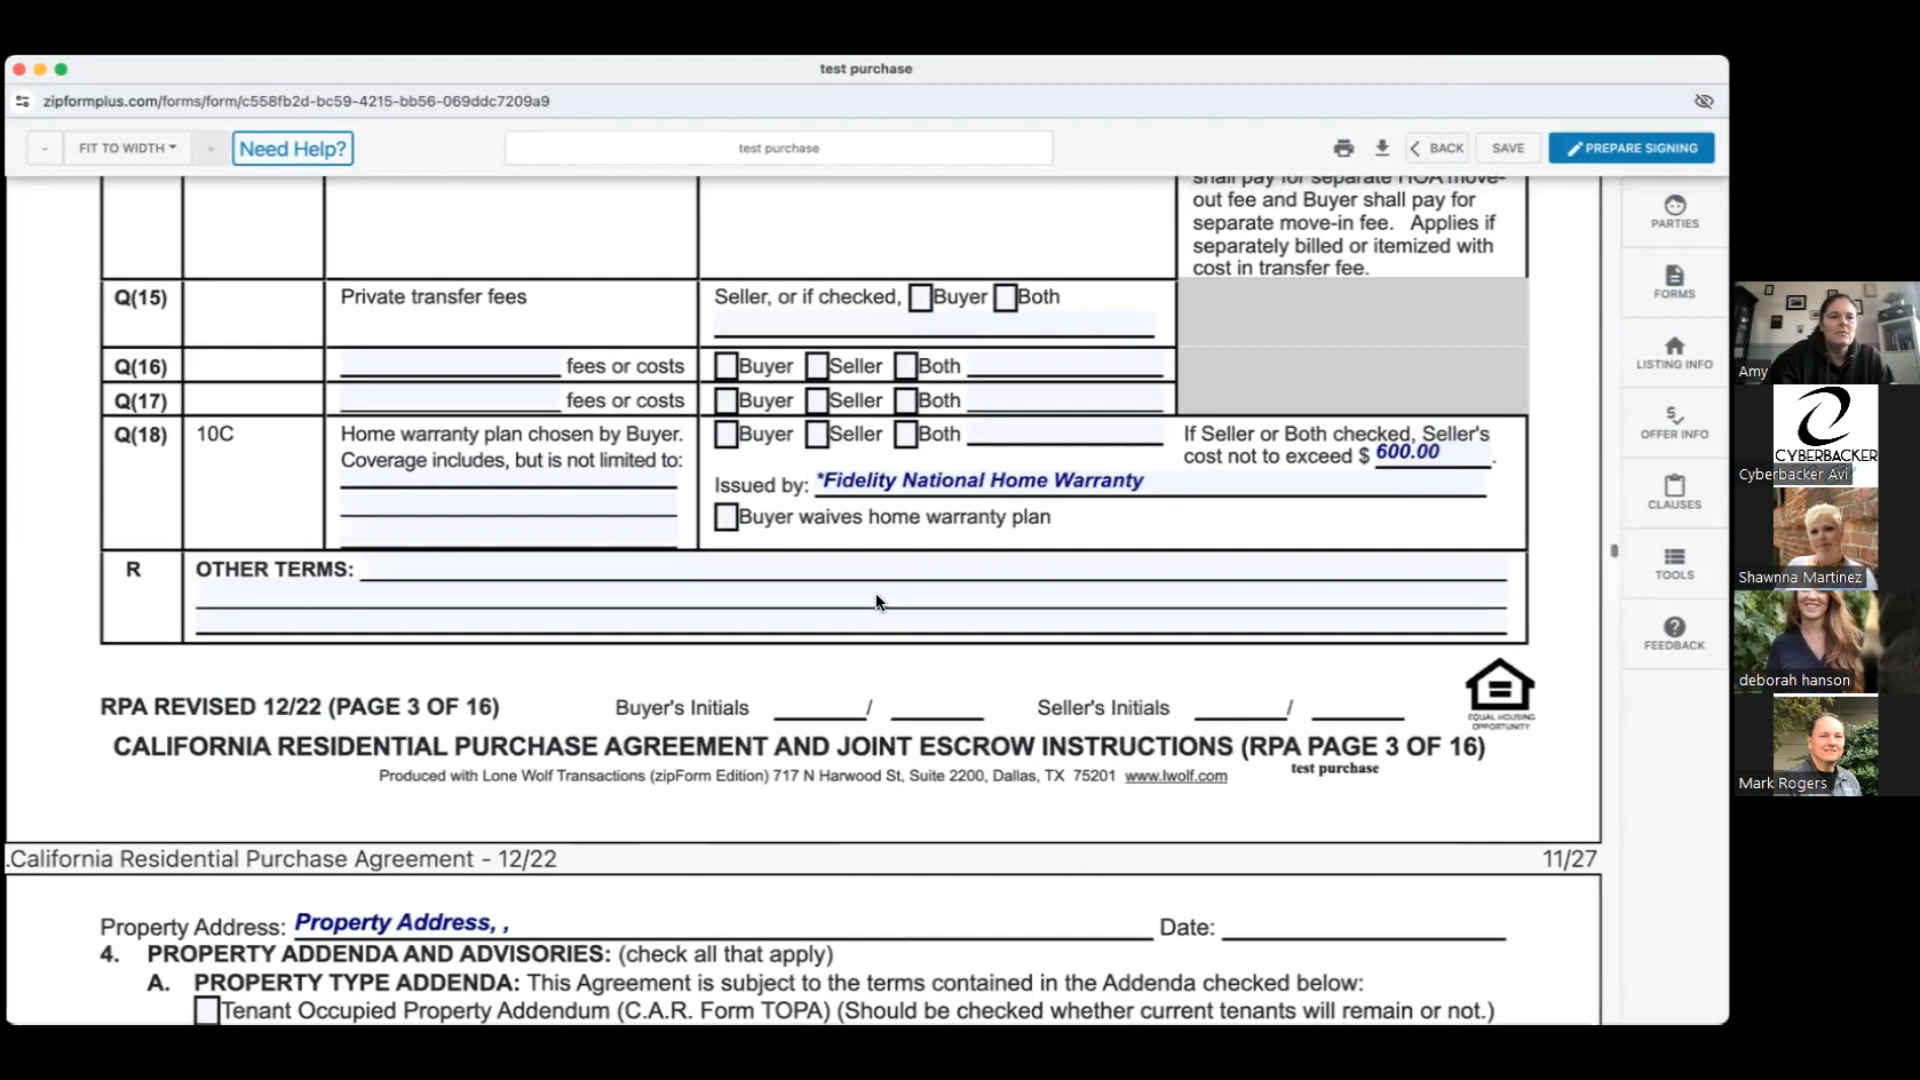 test purchase
zipformplus.com/forms/form/c558fb2d-bc59-4215-bb56-069ddc7209a9
- FIT TO WIDTH + Need Help? test purchase BACK SAVE PREPARE SIGNING
shall pay for separate HOA move-
out fee and Buyer shall pay for
separate move-in fee. Applies if
separately billed or itemized with
cost in transfer fee.
Q(15) Private transfer fees Seller, or if checked, Buyer Both
Q(16) fees or costs Buyer Seller Both
Q(17) fees or costs Buyer Seller Both
Q(18) 10C Home warranty plan chosen by Buyer. Buyer Seller Both If Seller or Both checked, Seller's
Coverage includes, but is not limited to: cost not to exceed $ 600.00 .
Issued by: *Fidelity National Home Warranty
Buyer waives home warranty plan
R OTHER TERMS:
RPA REVISED 12/22 (PAGE 3 OF 16) Buyer's Initials / Seller's Initials /
EQUAL HOUSING
OPPORTUNITY
CALIFORNIA RESIDENTIAL PURCHASE AGREEMENT AND JOINT ESCROW INSTRUCTIONS (RPA PAGE 3 OF 16)
Produced with Lone Wolf Transactions (zipForm Edition) 717 N Harwood St, Suite 2200, Dallas, TX 75201 www.lwolf.com test purchase
.California Residential Purchase Agreement - 12/22 11/27
Property Address: Property Address, , Date:
4. PROPERTY ADDENDA AND ADVISORIES: (check all that apply)
A. PROPERTY TYPE ADDENDA: This Agreement is subject to the terms contained in the Addenda checked below:
Tenant Occupied Property Addendum (C.A.R. Form TOPA) (Should be checked whether current tenants will remain or not.)
PARTIES
FORMS
LISTING INFO
OFFER INFO
CLAUSES
TOOLS
FEEDBACK
Amy
CYBERBACKER
Cyberbacker Avi
Shawnna Martinez
deborah hanson
Mark Rogers